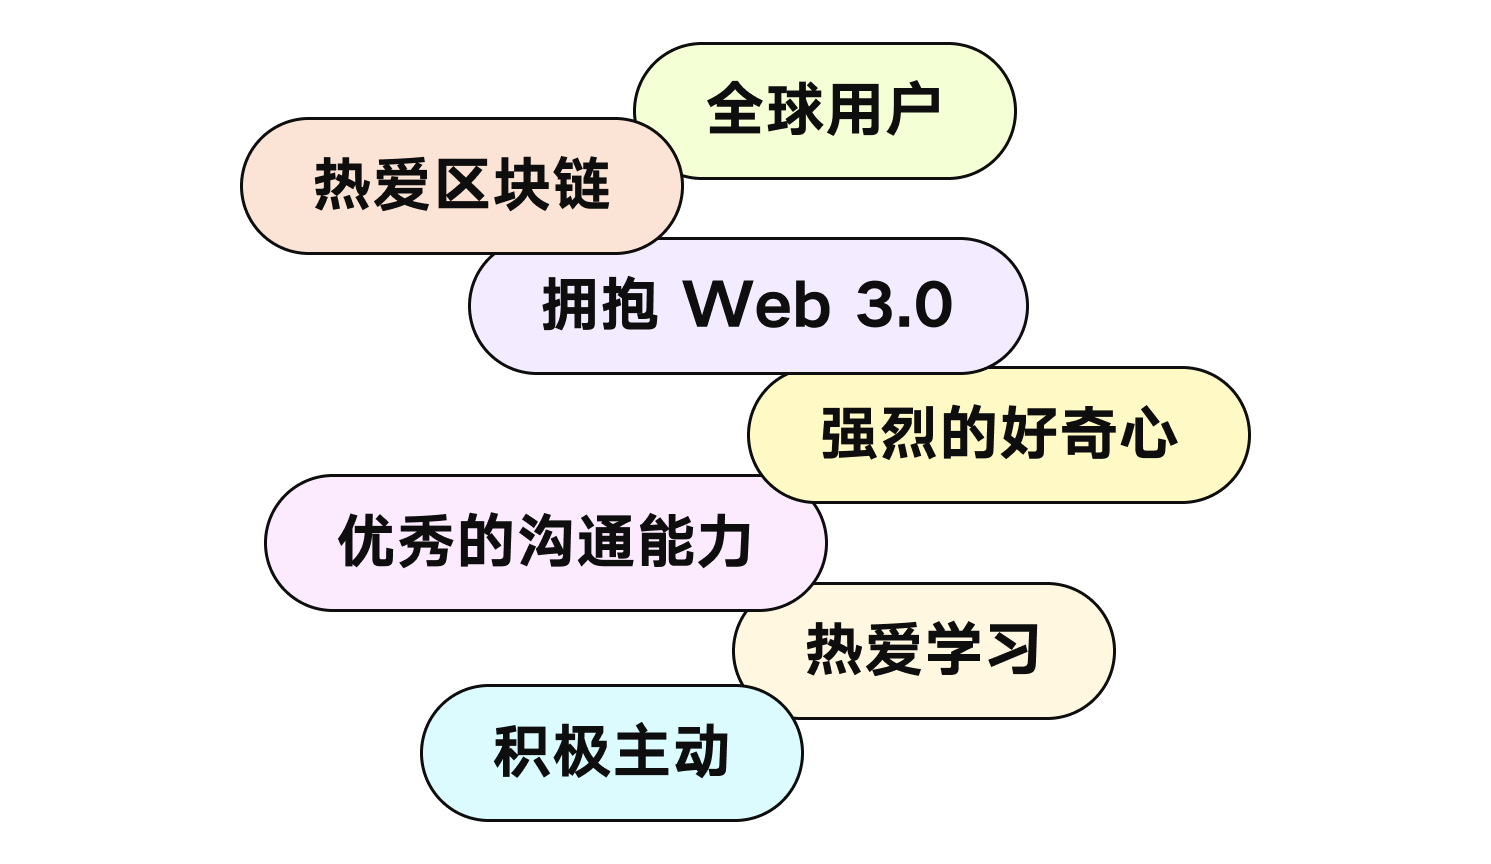 全球用户
热爱区块链
拥抱 Web 3.0
强烈的好奇心
优秀的沟通能力
热爱学习
积极主动